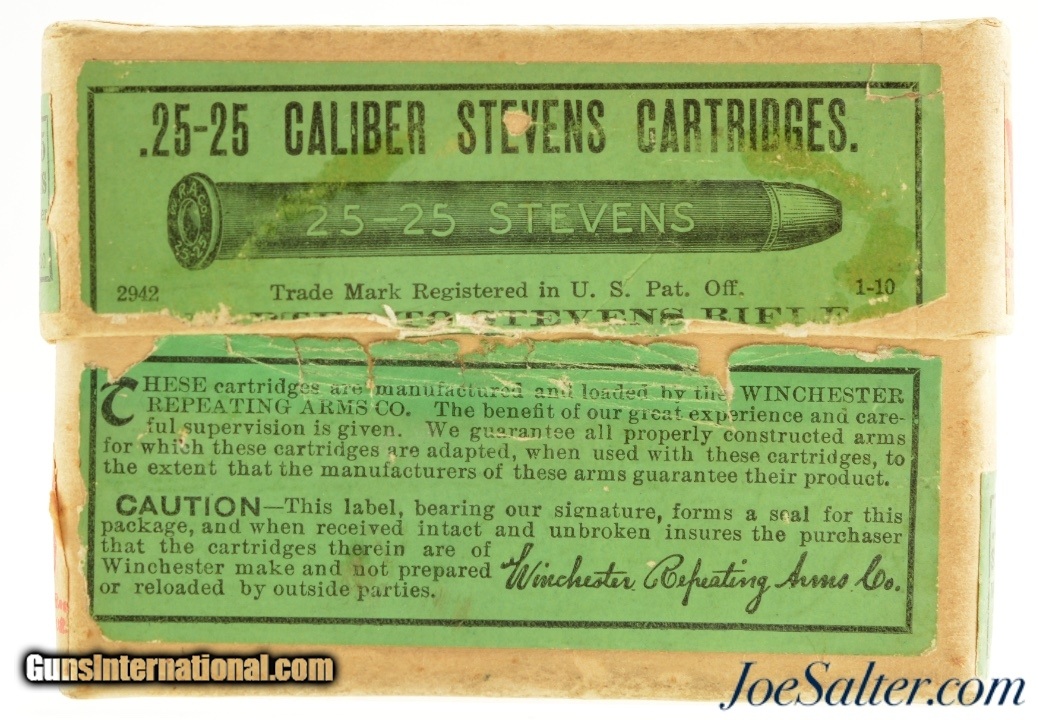 .25-25 CALIBER STEVENS CARTRIDGES.
W.R.A.CO.
25-25
25-25 STEVENS
2942 Trade Mark Registered in U. S. Pat. Off. 1-10
TO STEVENS RIFLE
THESE cartridges are manufactured and loaded by the WINCHESTER
REPEATING ARMS CO. The benefit of our great experience and care-
ful supervision is given. We guarantee all properly constructed arms
for which these cartridges are adapted, when used with these cartridges, to
the extent that the manufacturers of these arms guarantee their product.
CAUTION—This label, bearing our signature, forms a seal for this
package, and when received intact and unbroken insures the purchaser
that the cartridges therein are of
Winchester make and not prepared
or reloaded by outside parties.
Winchester Repeating Arms Co.
GunsInternational.com
JoeSalter.com